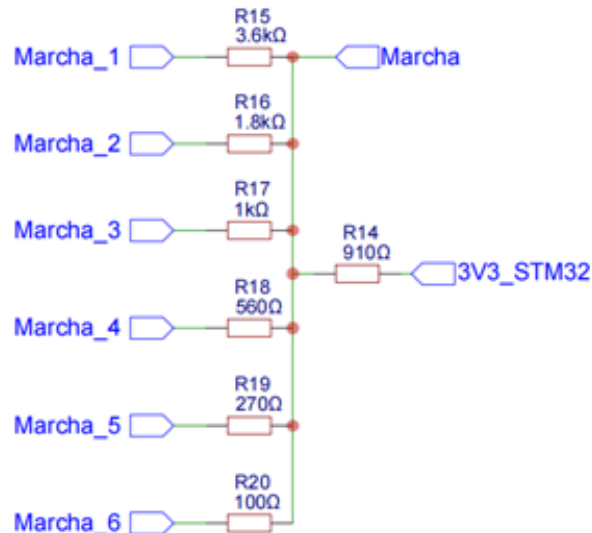 R15
3.6kΩ
Marcha_1
Marcha
R16
1.8kΩ
Marcha_2
R17
1kΩ
Marcha_3
R14
910Ω
3V3_STM32
R18
560Ω
Marcha_4
R19
270Ω
Marcha_5
R20
100Ω
Marcha_6